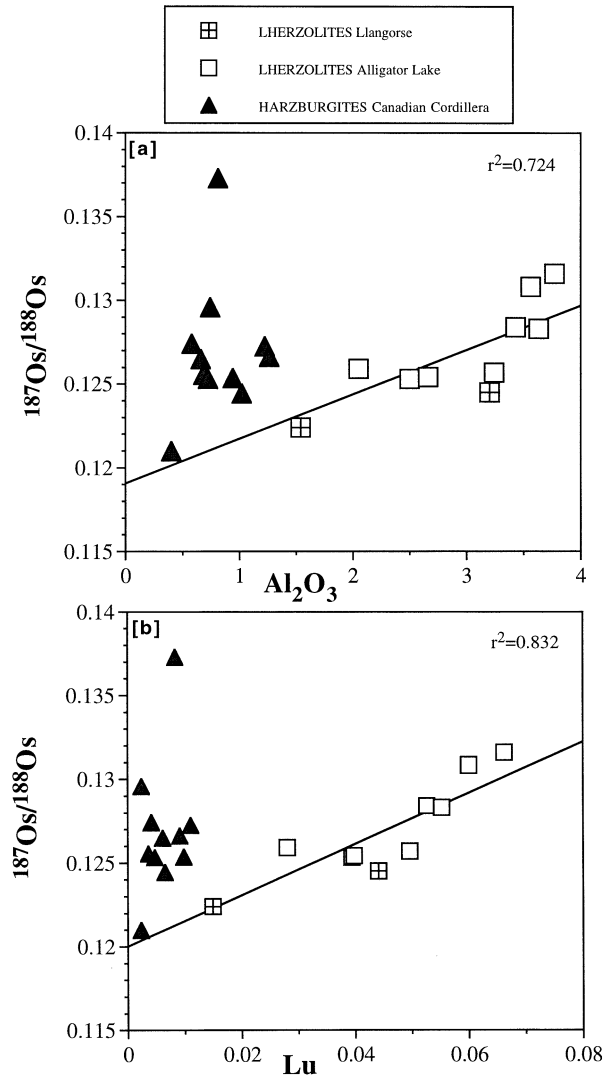 LHERZOLITES Llangorse
LHERZOLITES Alligator Lake
HARZBURGITES Canadian Cordillera
[a]
r²=0.724
0.14
0.135
0.13
0.125
0.12
0.115
187Os/188Os
0 1 2 3 4
Al₂O₃
[b]
r²=0.832
0.14
0.135
0.13
0.125
0.12
0.115
187Os/188Os
0 0.02 0.04 0.06 0.08
Lu